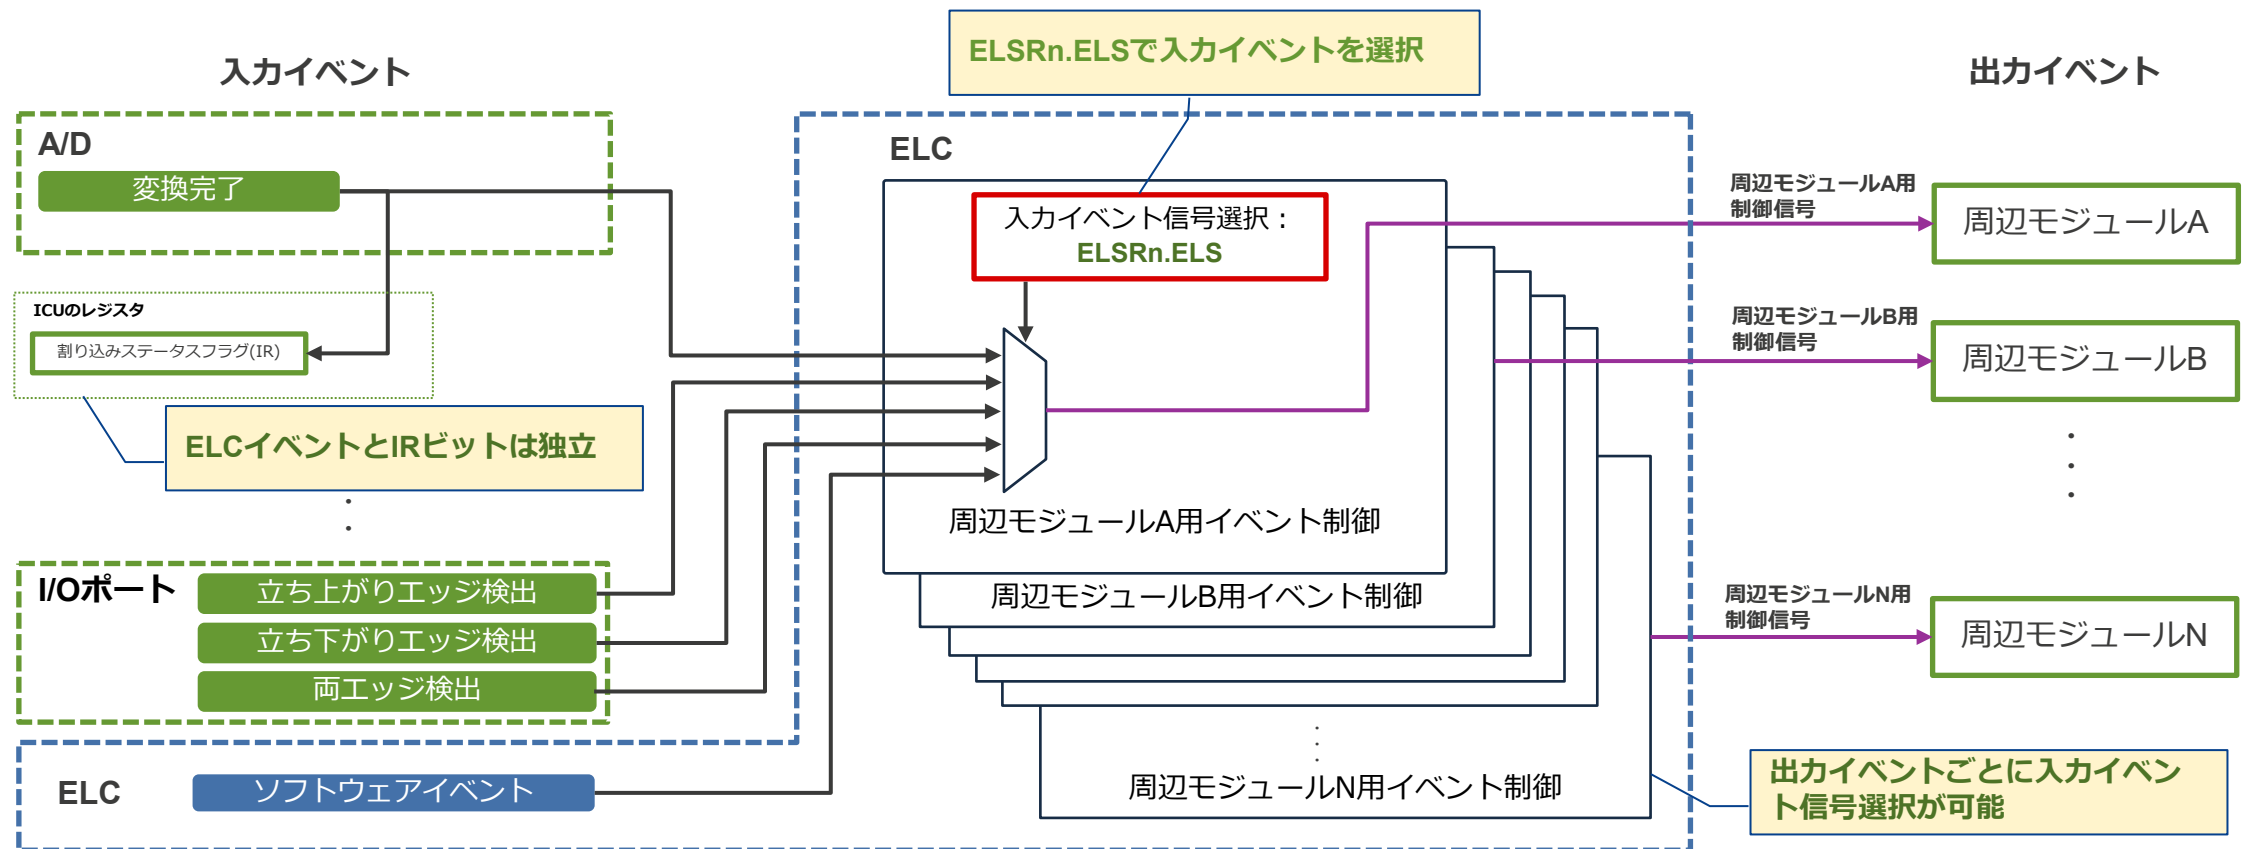 ELSRn.ELSで入力イベントを選択
入力イベント
出力イベント
A/D
変換完了
ELC
入力イベント信号選択：
ELSRn.ELS
周辺モジュールA用
制御信号
周辺モジュールA
ICUのレジスタ
割り込みステータスフラグ(IR)
周辺モジュールB用
制御信号
周辺モジュールB
ELCイベントとIRビットは独立
周辺モジュールA用イベント制御
I/Oポート
立ち上がりエッジ検出
立ち下がりエッジ検出
両エッジ検出
周辺モジュールB用イベント制御
周辺モジュールN用
制御信号
周辺モジュールN
ELC
ソフトウェアイベント
周辺モジュールN用イベント制御
出力イベントごとに入力イベン
ト信号選択が可能